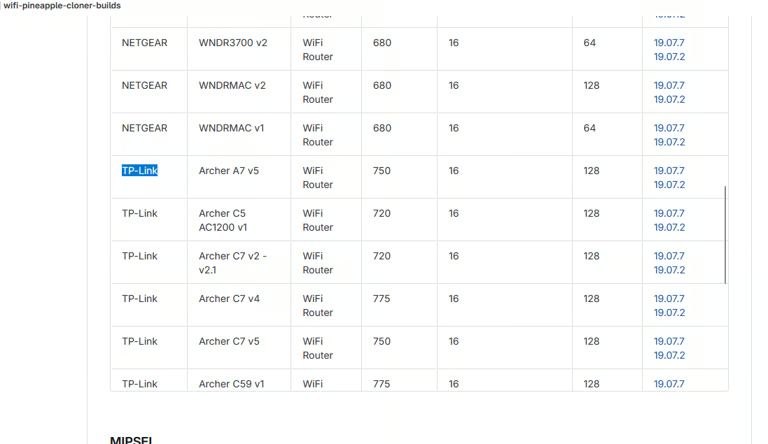 wifi-pineapple-cloner-builds
NETGEAR WNDR3700 v2 WiFi Router 680 16 64 19.07.7 19.07.2
NETGEAR WNDRMAC v2 WiFi Router 680 16 128 19.07.7 19.07.2
NETGEAR WNDRMAC v1 WiFi Router 680 16 64 19.07.7 19.07.2
TP-Link Archer A7 v5 WiFi Router 750 16 128 19.07.7 19.07.2
TP-Link Archer C5 AC1200 v1 WiFi Router 720 16 128 19.07.7 19.07.2
TP-Link Archer C7 v2 - v2.1 WiFi Router 720 16 128 19.07.7 19.07.2
TP-Link Archer C7 v4 WiFi Router 775 16 128 19.07.7 19.07.2
TP-Link Archer C7 v5 WiFi Router 750 16 128 19.07.7 19.07.2
TP-Link Archer C59 v1 WiFi 775 16 128 19.07.7
MIPSEL